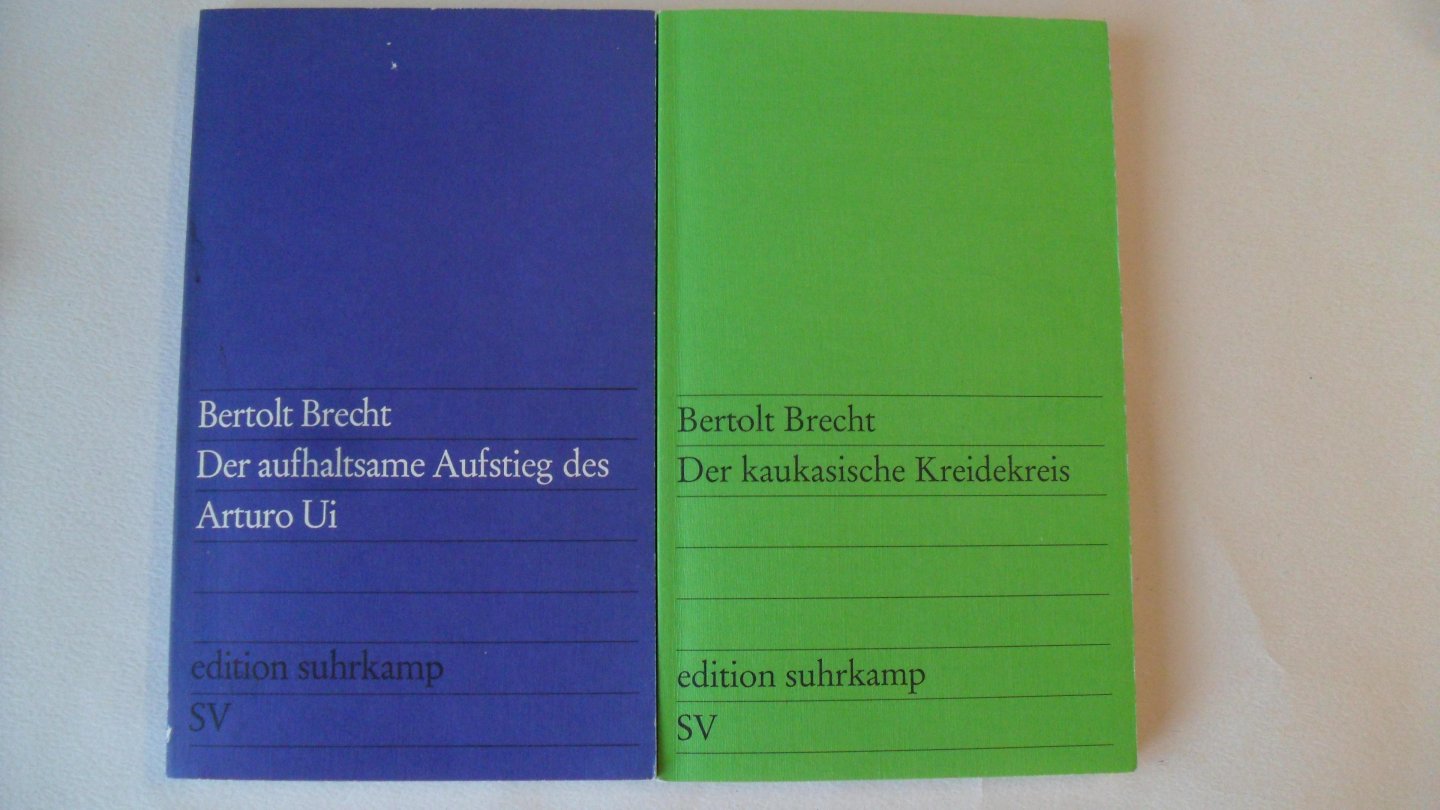 Bertolt Brecht
Der aufhaltsame Aufstieg des
Arturo Ui
edition suhrkamp
SV
Bertolt Brecht
Der kaukasische Kreidekreis
edition suhrkamp
SV